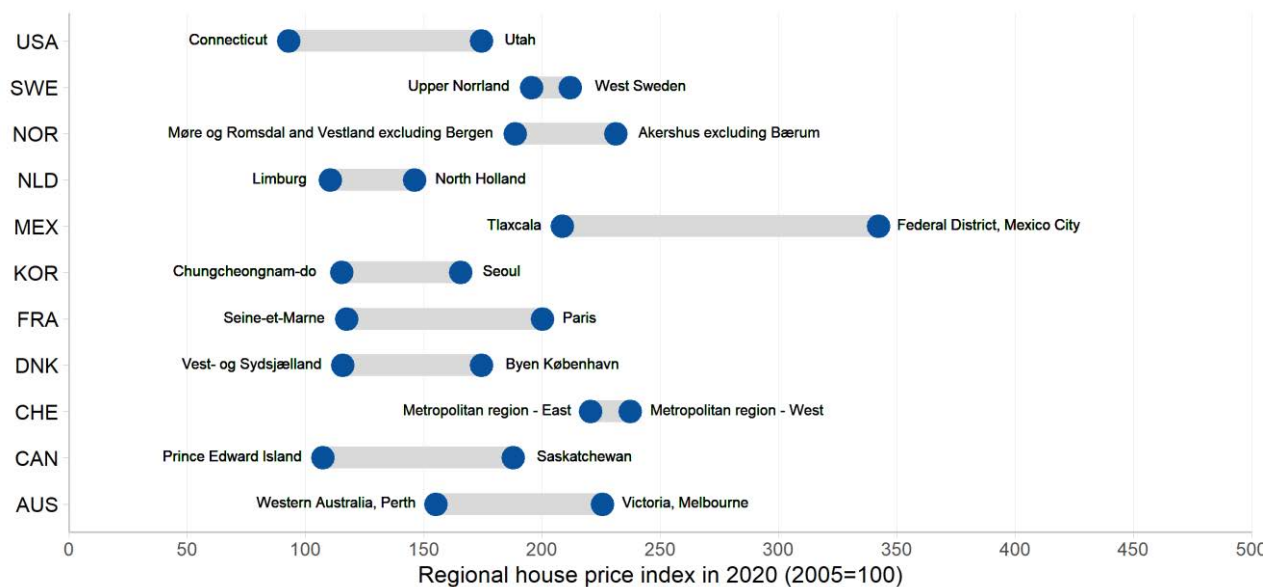 USA Connecticut Utah
SWE Upper Norrland West Sweden
NOR Møre og Romsdal and Vestland excluding Bergen Akershus excluding Bærum
NLD Limburg North Holland
MEX Tlaxcala Federal District, Mexico City
KOR Chungcheongnam-do Seoul
FRA Seine-et-Marne Paris
DNK Vest- og Sydsjælland Byen København
CHE Metropolitan region - East Metropolitan region - West
CAN Prince Edward Island Saskatchewan
AUS Western Australia, Perth Victoria, Melbourne
0 50 100 150 200 250 300 350 400 450 500
Regional house price index in 2020 (2005=100)